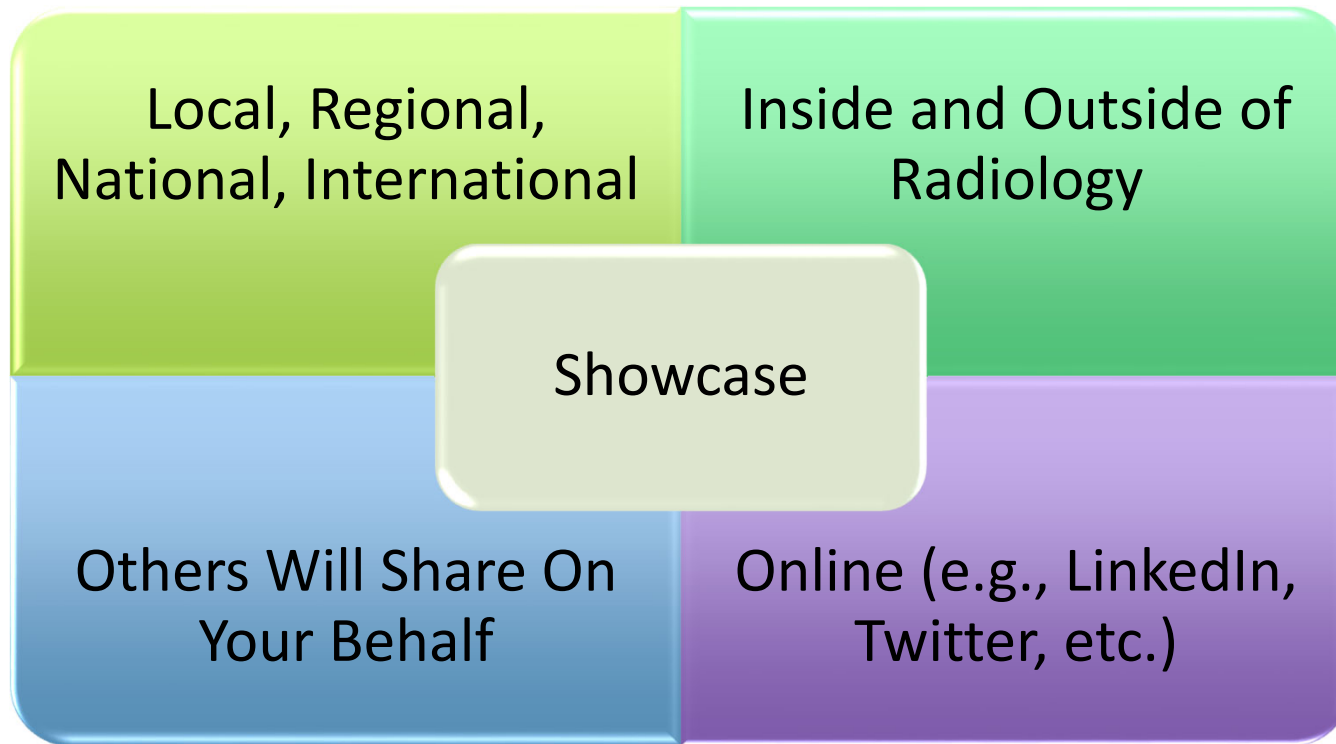 Local, Regional,
National, International
Inside and Outside of
Radiology
Showcase
Others Will Share On
Your Behalf
Online (e.g., LinkedIn,
Twitter, etc.)